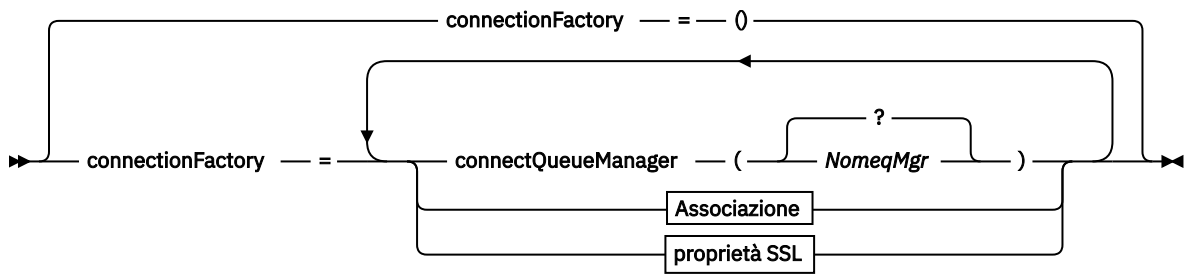 connectionFactory = ()
?
connectionFactory = connectQueueManager ( NomeqMgr )
Associazione
proprietà SSL